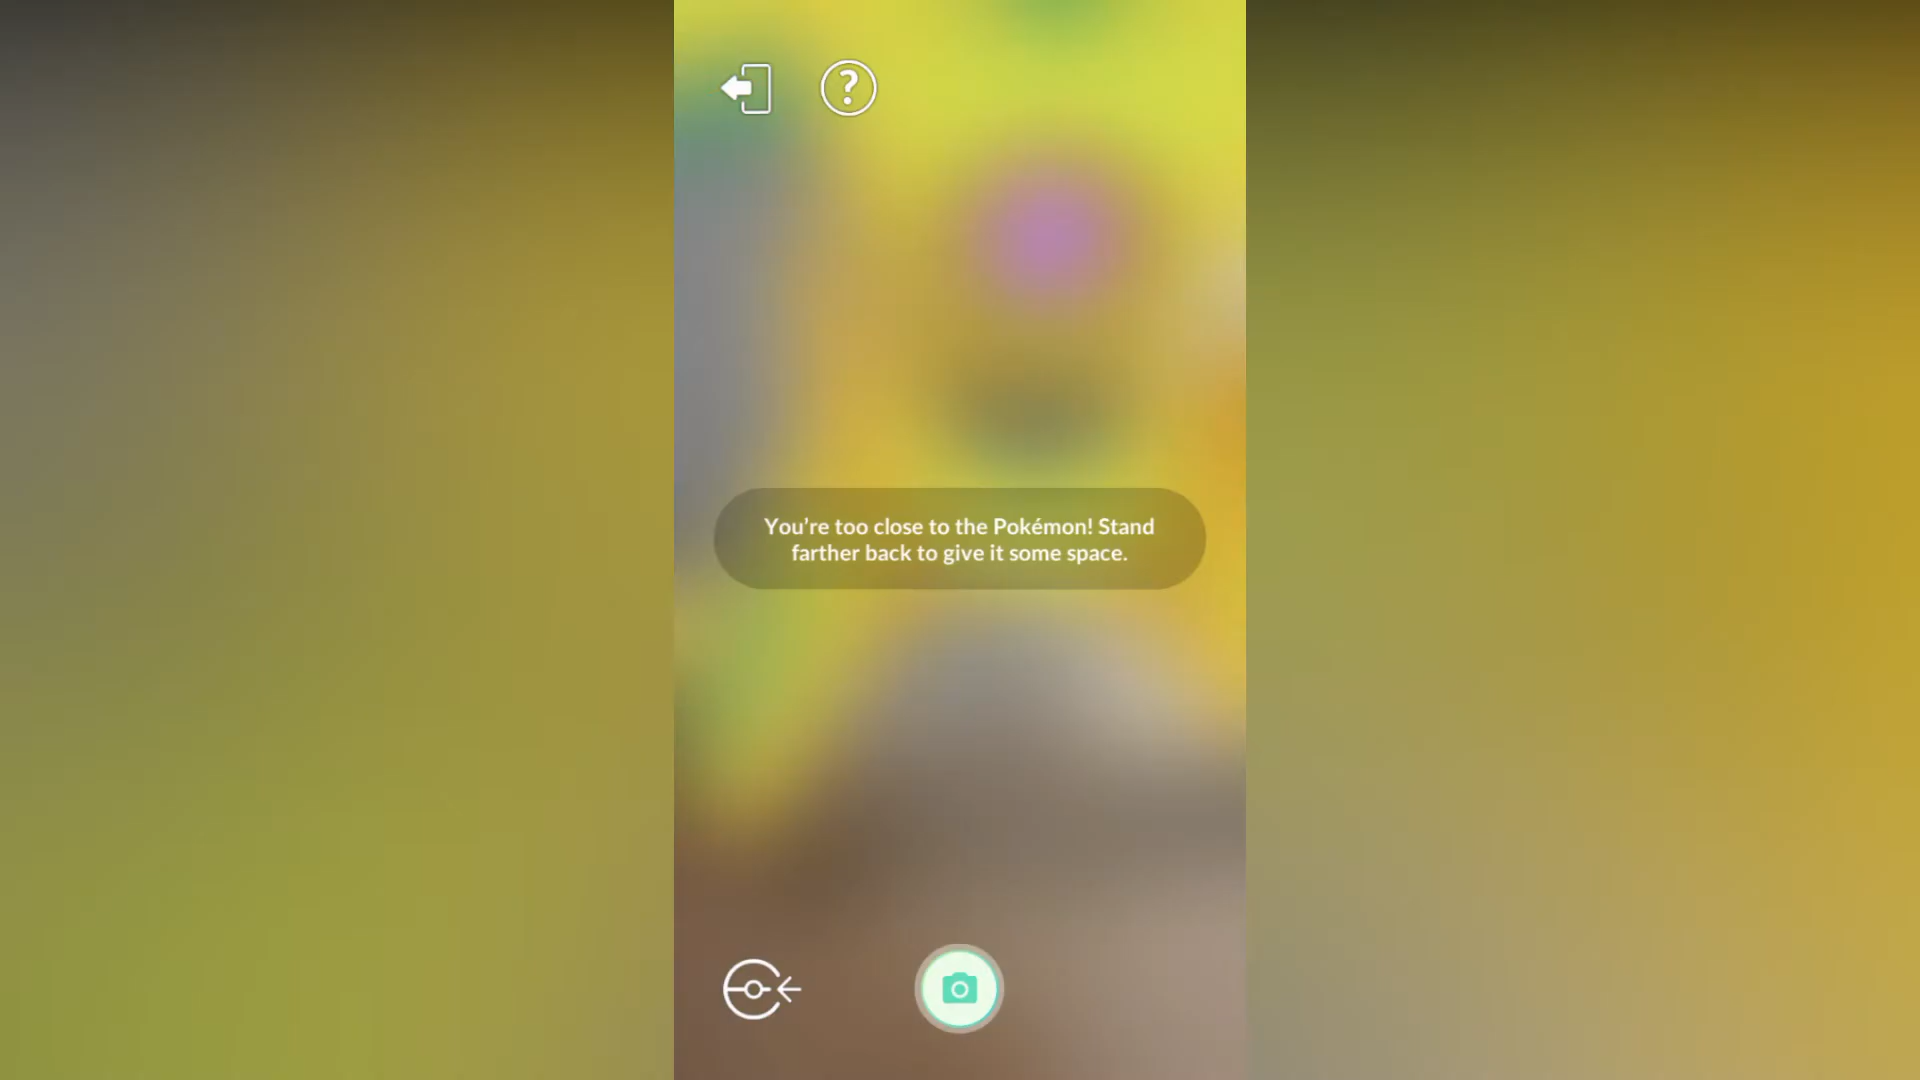 ?
You’re too close to the Pokémon! Stand
farther back to give it some space.